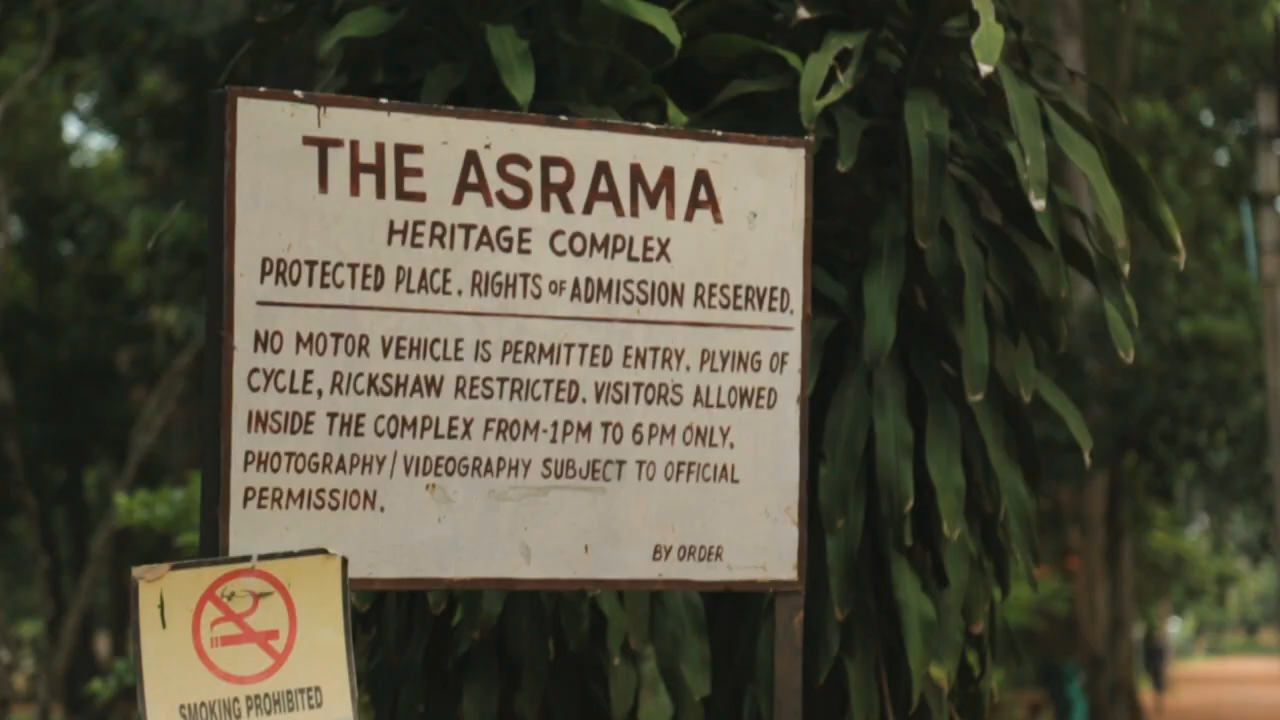 THE ASRAMA
HERITAGE COMPLEX
PROTECTED PLACE. RIGHTS OF ADMISSION RESERVED.
NO MOTOR VEHICLE IS PERMITTED ENTRY. PLYING OF
CYCLE, RICKSHAW RESTRICTED. VISITORS ALLOWED
INSIDE THE COMPLEX FROM-1PM TO 6PM ONLY.
PHOTOGRAPHY/VIDEOGRAPHY SUBJECT TO OFFICIAL
PERMISSION.
BY ORDER
SMOKING PROHIBITED